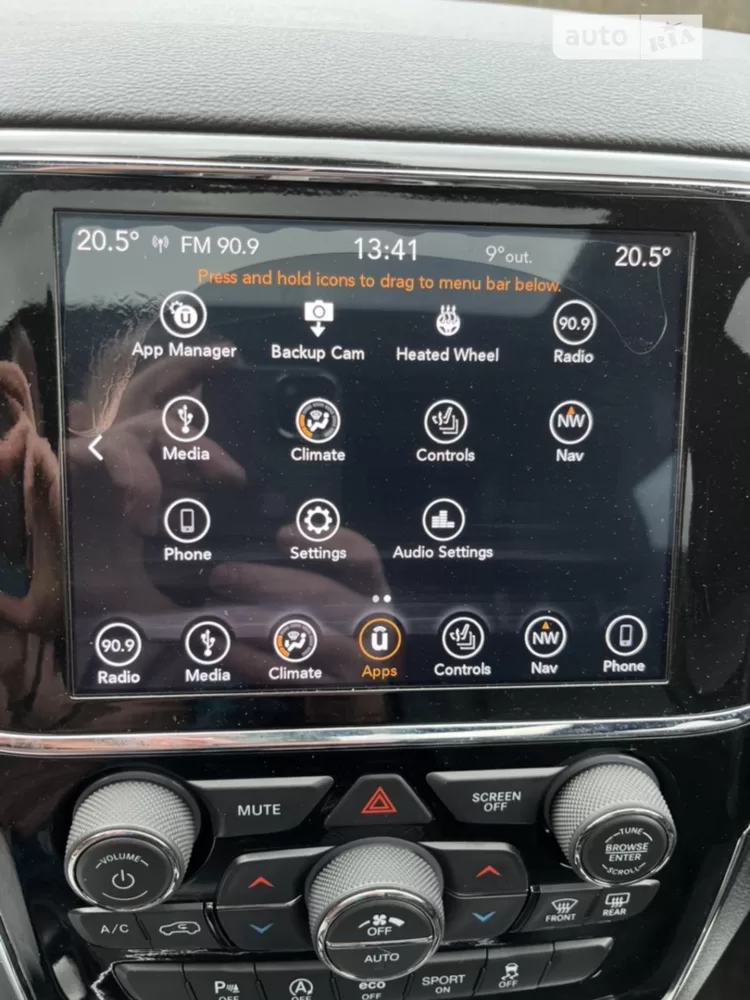 auto RIA
20.5° FM 90.9 13:41 9°out. 20.5°
Press and hold icons to drag to menu bar below.
App Manager Backup Cam Heated Wheel 90.9 Radio
Media Climate Controls NW Nav
Phone Settings Audio Settings
90.9 NW
Radio Media Climate Apps Controls Nav Phone
MUTE SCREEN OFF
VOLUME
TUNE
BROWSE
ENTER
SCROLL
A/C OFF FRONT REAR
AUTO
P OFF A OFF eco OFF SPORT ON OFF